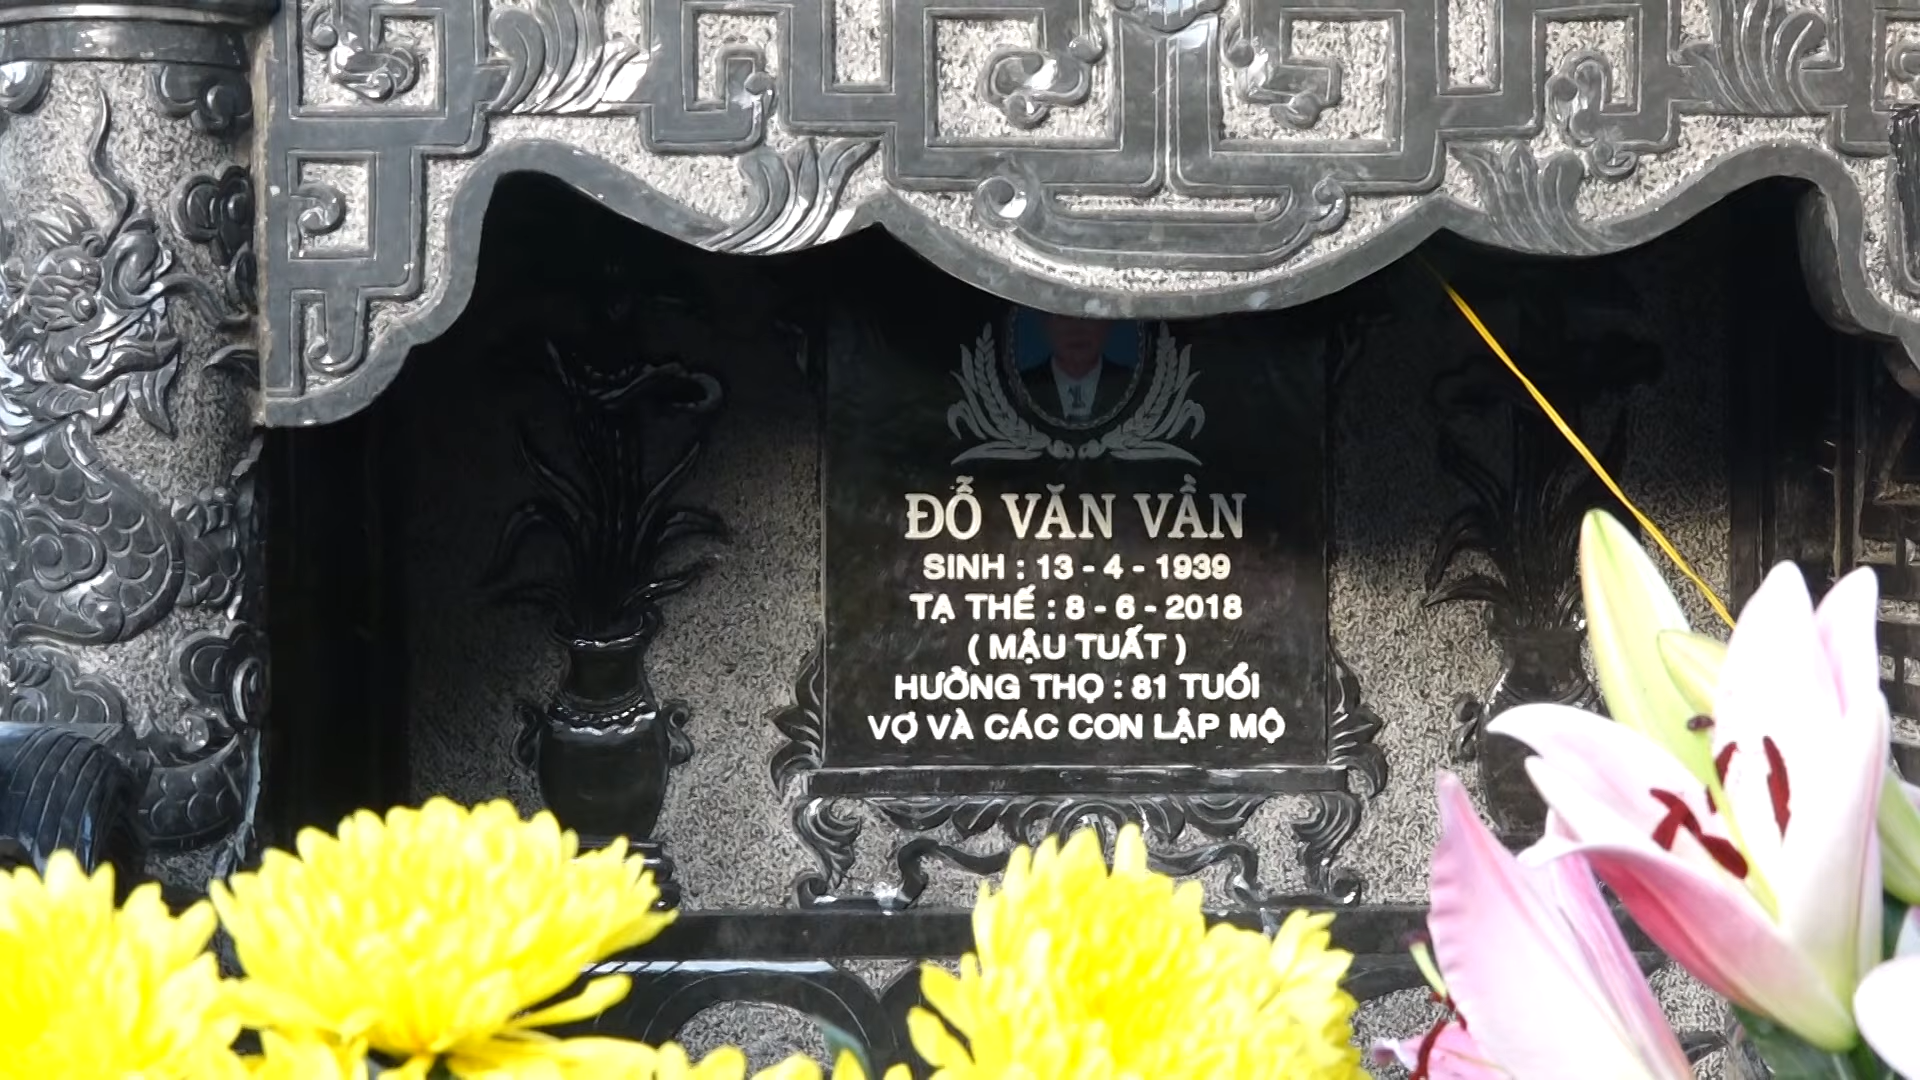 ĐỖ VĂN VẦN
SINH : 13 - 4 - 1939
TẠ THẾ : 8 - 6 - 2018
( MẬU TUẤT )
HƯỞNG THỌ : 81 TUỔI
VỢ VÀ CÁC CON LẬP MỘ